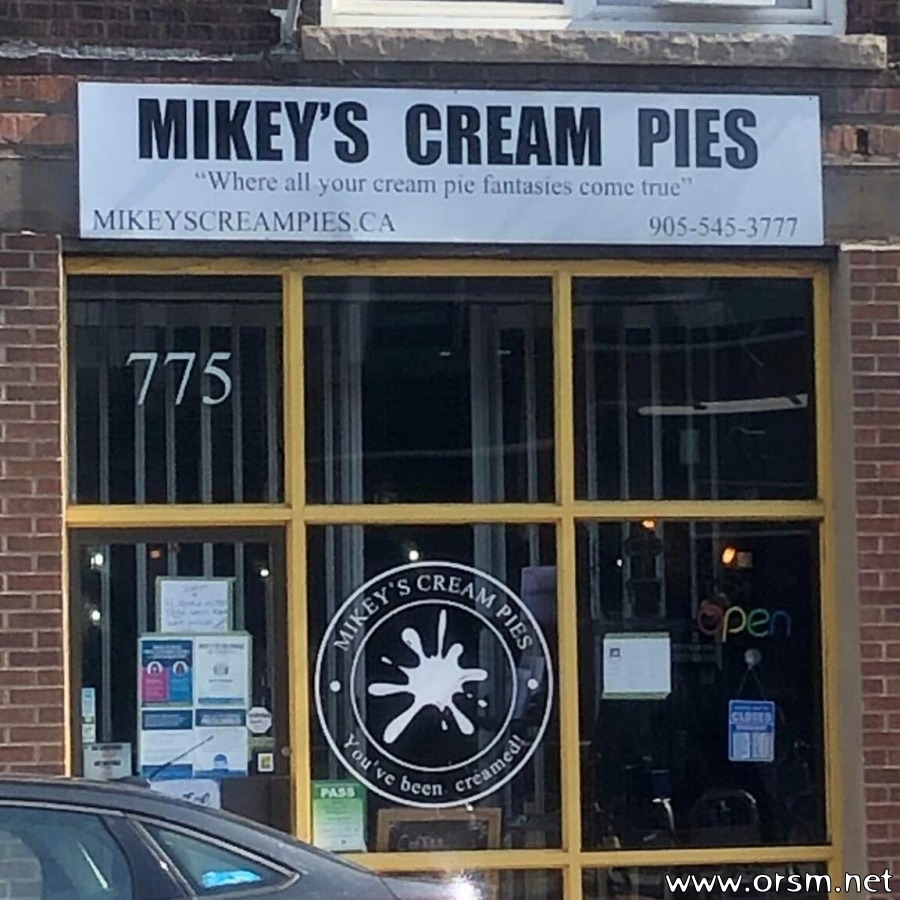 MIKEY'S CREAM PIES
"Where all your cream pie fantasies come true"
MIKEYSCREAMPIES.CA
905-545-3777
775
MIKEY'S CREAM PIES
You've been creamed!
open
CLOSED
PASS
www.orsm.net